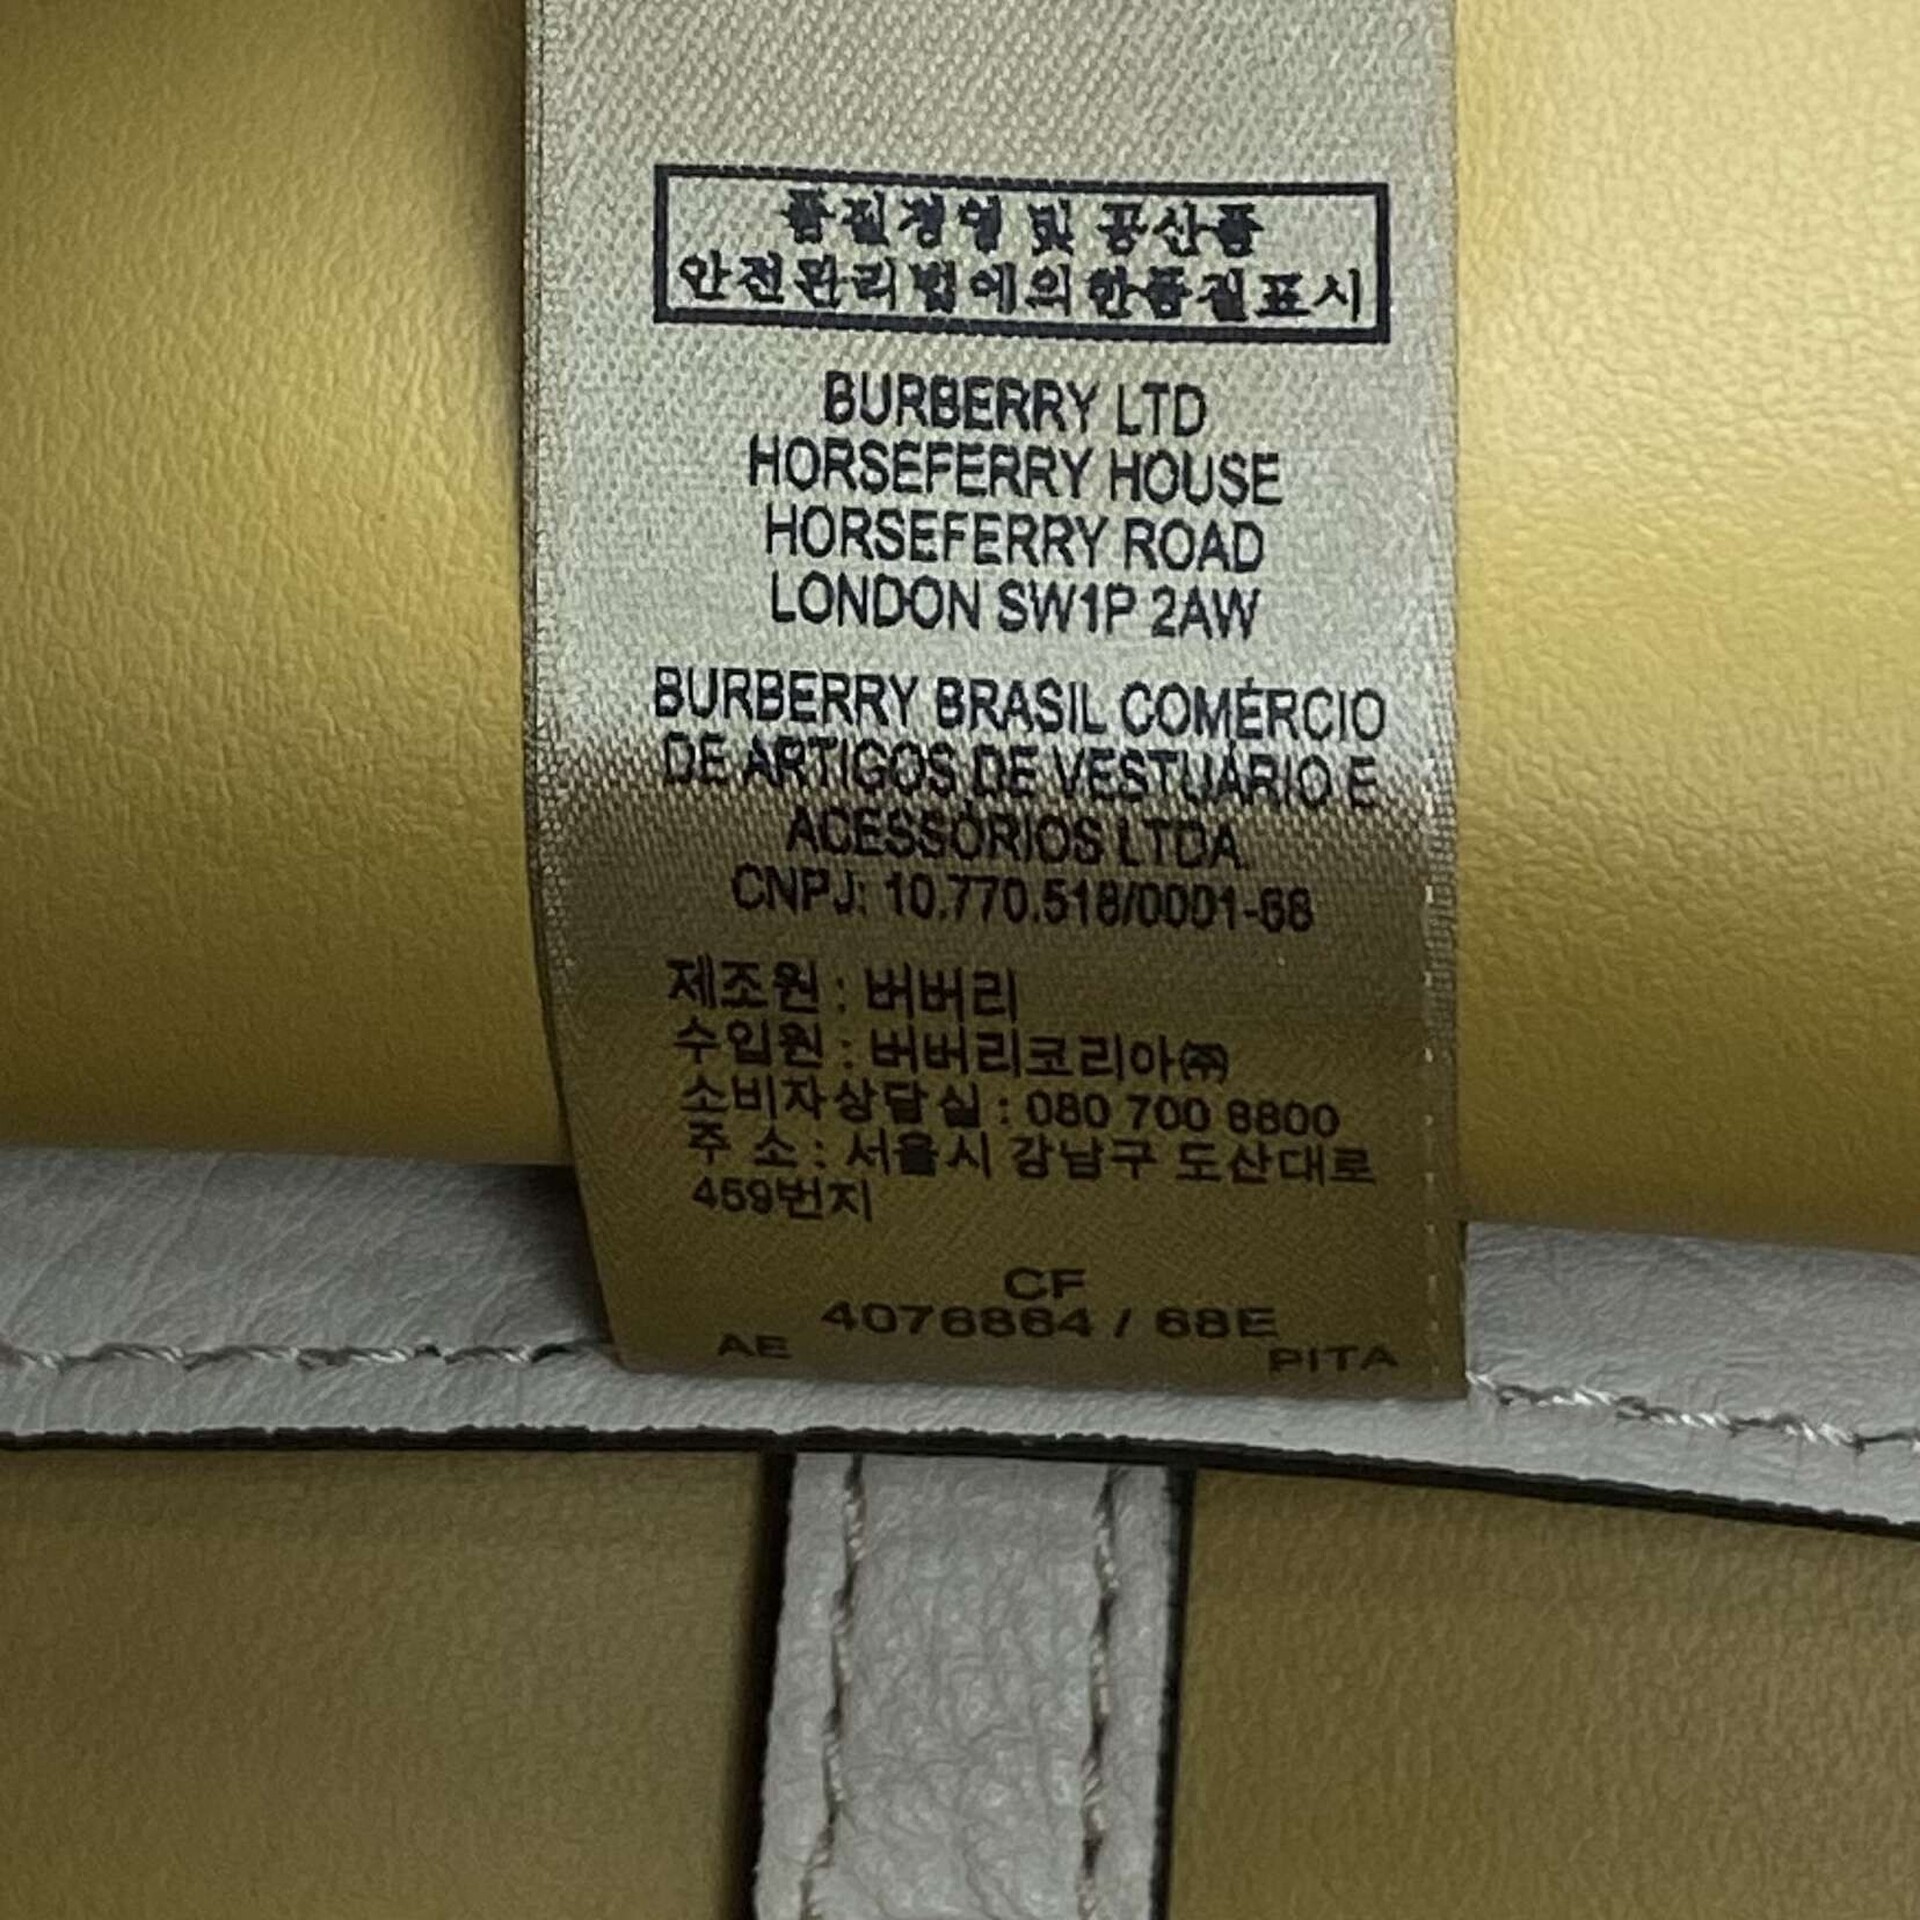 품질경영 및 공산품
안전관리법에의한품질표시
BURBERRY LTD
HORSEFERRY HOUSE
HORSEFERRY ROAD
LONDON SW1P 2AW
BURBERRY BRASIL COMÉRCIO
DE ARTIGOS DE VESTUÁRIO E
ACESSÓRIOS LTDA.
CNPJ: 10.770.518/0001-68
제조원 : 버버리
수입원 : 버버리코리아㈜
소비자상담실 : 080 700 8800
주 소 : 서울시 강남구 도산대로
459번지
CF
4076864 / 68E
AE PITA